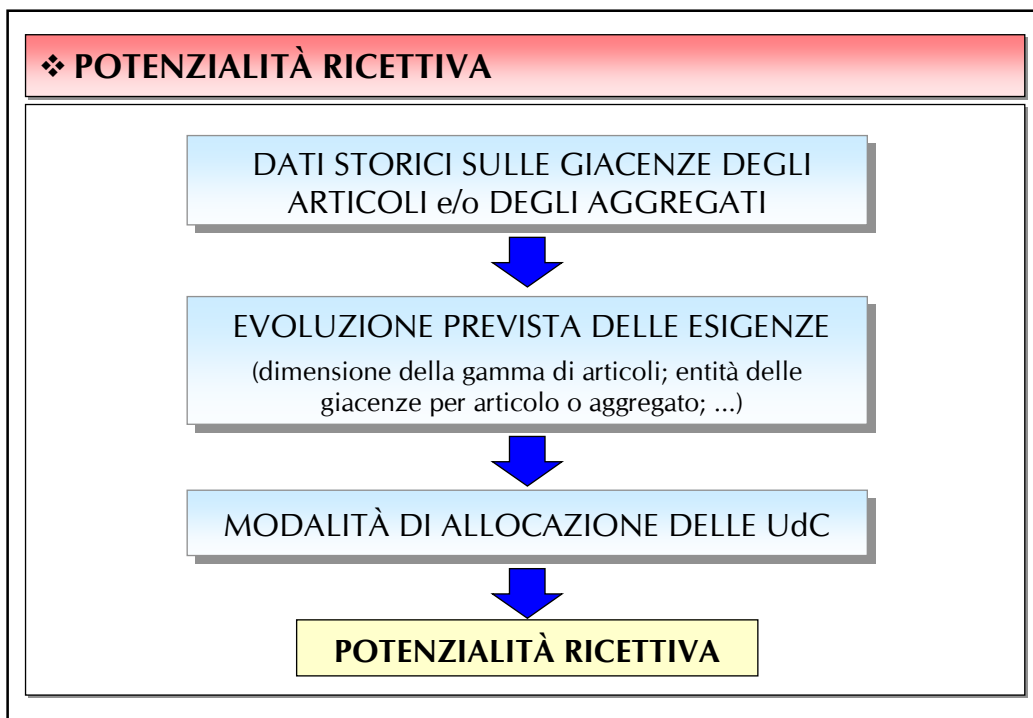 ❖ POTENZIALITÀ RICETTIVA
DATI STORICI SULLE GIACENZE DEGLI
ARTICOLI e/o DEGLI AGGREGATI
EVOLUZIONE PREVISTA DELLE ESIGENZE
(dimensione della gamma di articoli; entità delle
giacenze per articolo o aggregato; ...)
MODALITÀ DI ALLOCAZIONE DELLE UdC
POTENZIALITÀ RICETTIVA